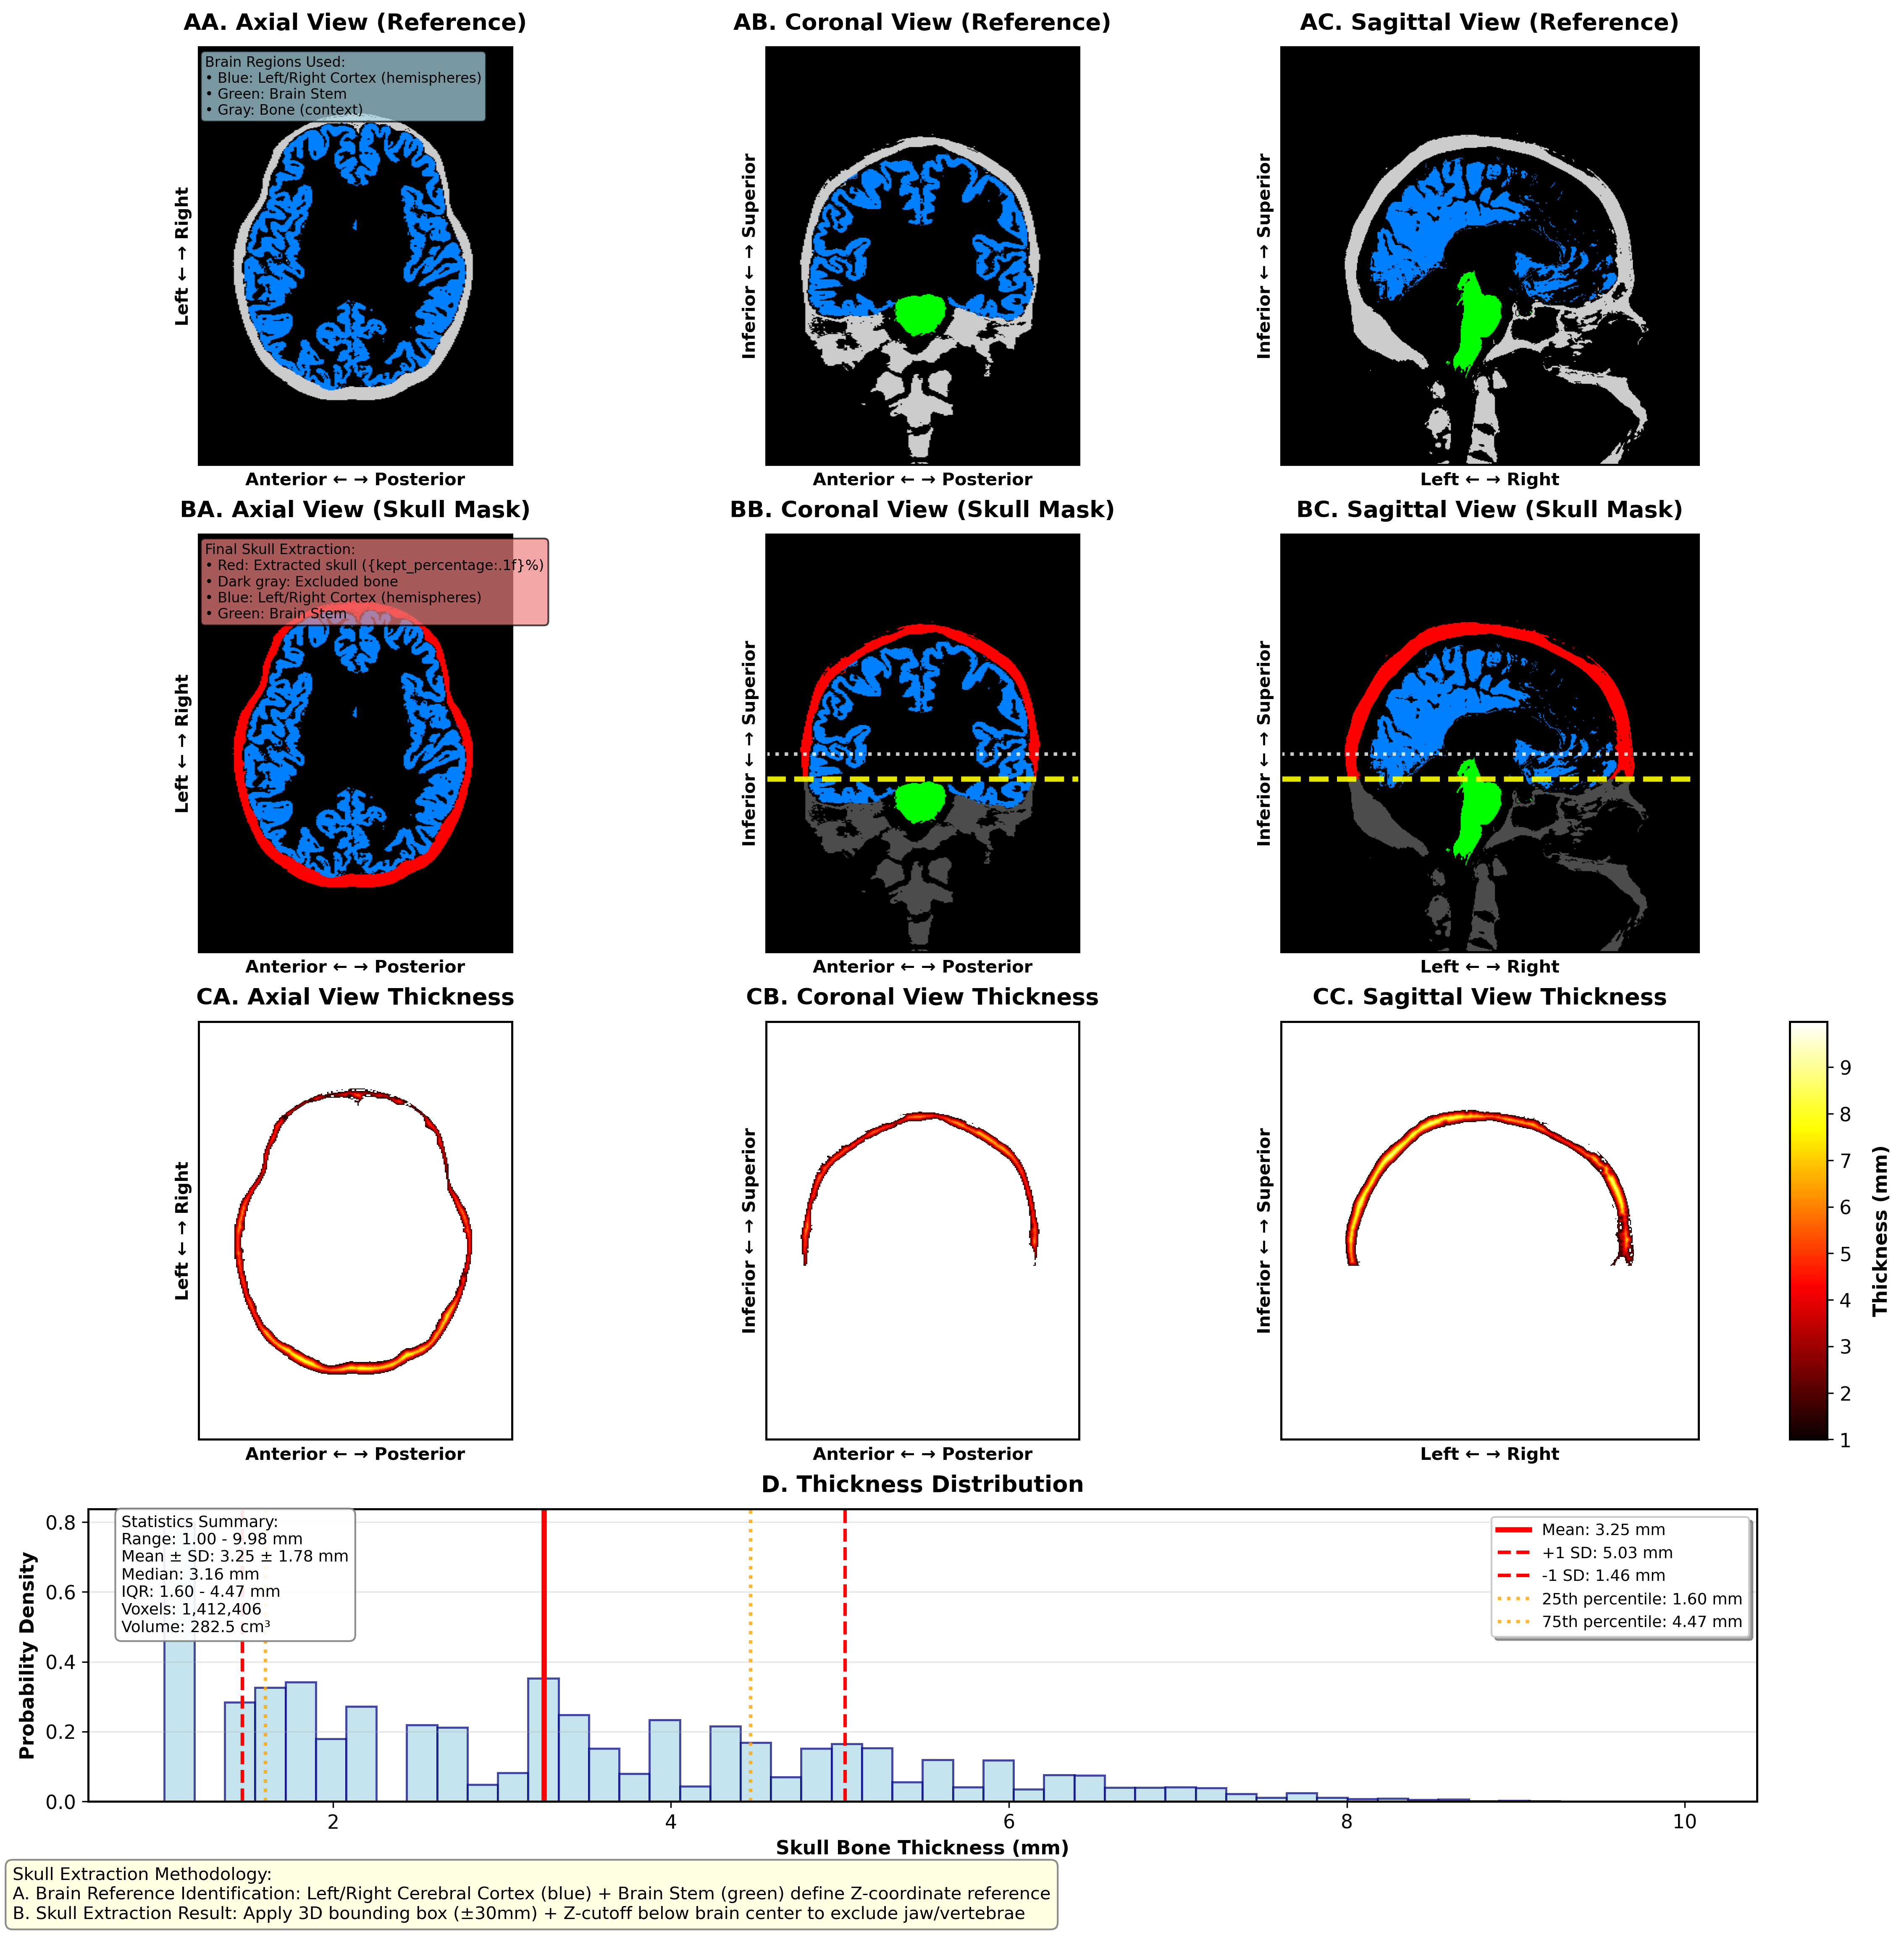 AA. Axial View (Reference)
AB. Coronal View (Reference)
AC. Sagittal View (Reference)
Brain Regions Used:
• Blue: Left/Right Cortex (hemispheres)
• Green: Brain Stem
• Gray: Bone (context)
Left ← → Right
Inferior ← → Superior
Inferior ← → Superior
Anterior ← → Posterior
Anterior ← → Posterior
Left ← → Right
BA. Axial View (Skull Mask)
BB. Coronal View (Skull Mask)
BC. Sagittal View (Skull Mask)
Final Skull Extraction:
• Red: Extracted skull ({kept_percentage:.1f}%)
• Dark gray: Excluded bone
• Blue: Left/Right Cortex (hemispheres)
• Green: Brain Stem
Left ← → Right
Inferior ← → Superior
Inferior ← → Superior
Anterior ← → Posterior
Anterior ← → Posterior
Left ← → Right
CA. Axial View Thickness
CB. Coronal View Thickness
CC. Sagittal View Thickness
Left ← → Right
Inferior ← → Superior
Inferior ← → Superior
9
8
7
6
5
4
3
2
1
Thickness (mm)
Anterior ← → Posterior
Anterior ← → Posterior
Left ← → Right
D. Thickness Distribution
Probability Density
0.8
0.6
0.4
0.2
0.0
Statistics Summary:
Range: 1.00 - 9.98 mm
Mean ± SD: 3.25 ± 1.78 mm
Median: 3.16 mm
IQR: 1.60 - 4.47 mm
Voxels: 1,412,406
Volume: 282.5 cm³
Mean: 3.25 mm
+1 SD: 5.03 mm
-1 SD: 1.46 mm
25th percentile: 1.60 mm
75th percentile: 4.47 mm
2
4
6
8
10
Skull Bone Thickness (mm)
Skull Extraction Methodology:
A. Brain Reference Identification: Left/Right Cerebral Cortex (blue) + Brain Stem (green) define Z-coordinate reference
B. Skull Extraction Result: Apply 3D bounding box (±30mm) + Z-cutoff below brain center to exclude jaw/vertebrae